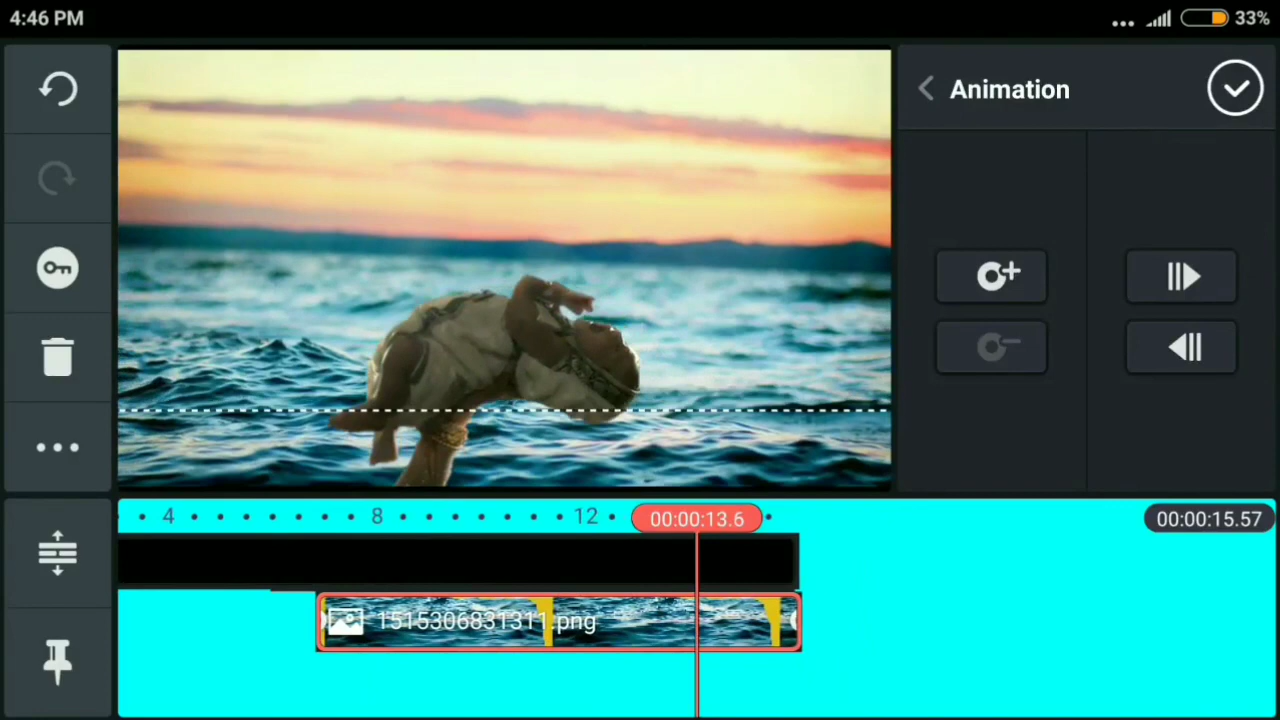 4:46 PM
33%
Animation
4
8
12
00:00:13.6
00:00:15.57
1515306831311.png